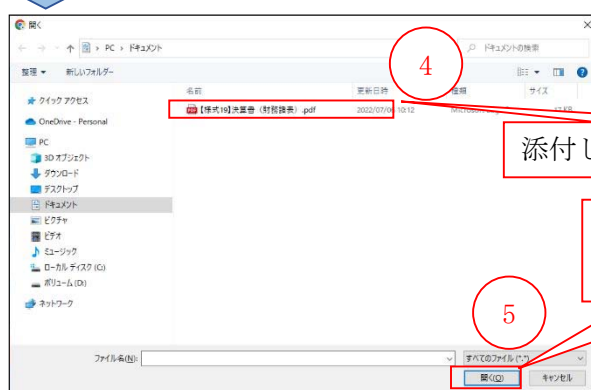 開く
PC > ドキュメント
ドキュメントの検索
整理 新しいフォルダー
名前 更新日時 種類 サイズ
クイック アクセス
【様式19】決算書（財務諸表）.pdf 2022/07/06 10:12
OneDrive - Personal
PC
3D オブジェクト
ダウンロード
デスクトップ
ドキュメント
ピクチャ
ビデオ
ミュージック
ローカル ディスク (C:)
ボリューム (D:)
ネットワーク
4
添付し
5
ファイル名(N):
すべてのファイル (*.*)
開く(O) キャンセル